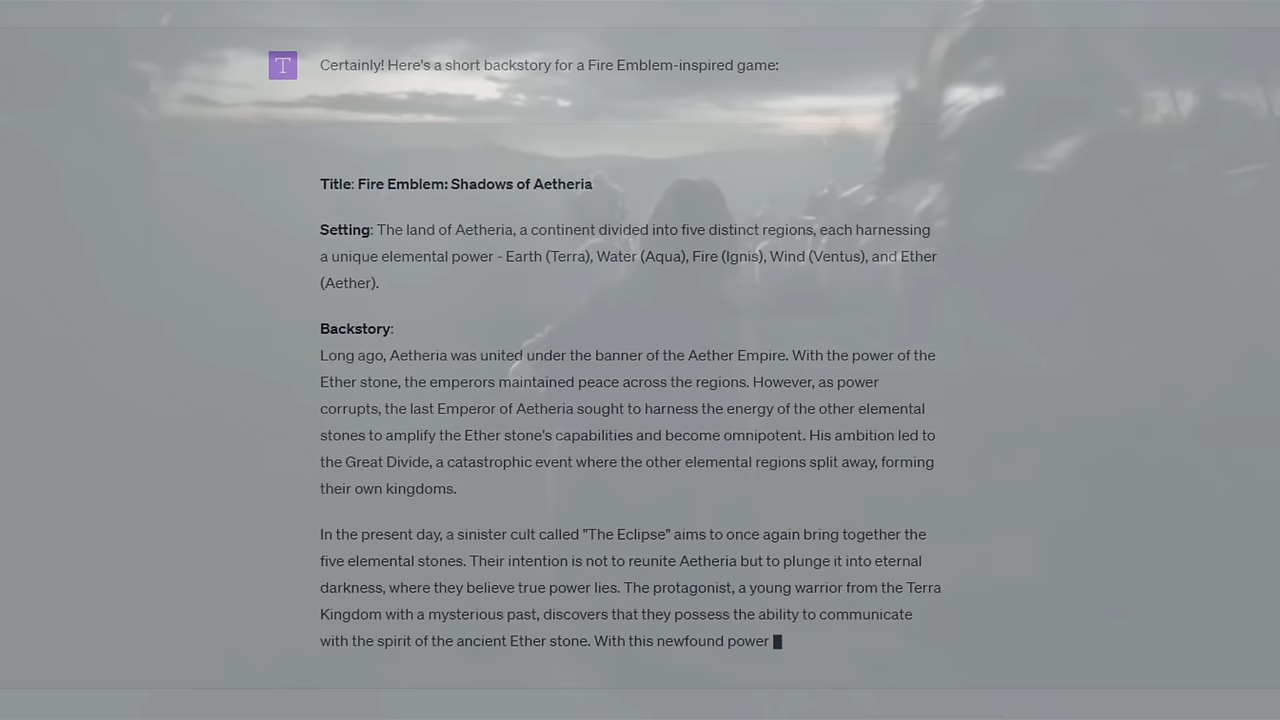 T
Certainly! Here's a short backstory for a Fire Emblem-inspired game:
Title: Fire Emblem: Shadows of Aetheria
Setting: The land of Aetheria, a continent divided into five distinct regions, each harnessing
a unique elemental power - Earth (Terra), Water (Aqua), Fire (Ignis), Wind (Ventus), and Ether
(Aether).
Backstory:
Long ago, Aetheria was united under the banner of the Aether Empire. With the power of the
Ether stone, the emperors maintained peace across the regions. However, as power
corrupts, the last Emperor of Aetheria sought to harness the energy of the other elemental
stones to amplify the Ether stone's capabilities and become omnipotent. His ambition led to
the Great Divide, a catastrophic event where the other elemental regions split away, forming
their own kingdoms.
In the present day, a sinister cult called "The Eclipse" aims to once again bring together the
five elemental stones. Their intention is not to reunite Aetheria but to plunge it into eternal
darkness, where they believe true power lies. The protagonist, a young warrior from the Terra
Kingdom with a mysterious past, discovers that they possess the ability to communicate
with the spirit of the ancient Ether stone. With this newfound power